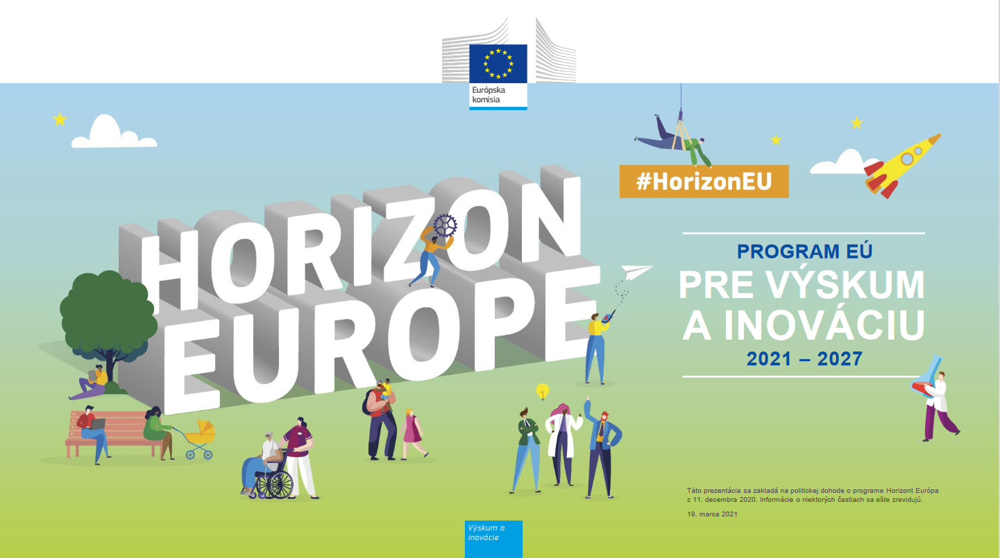 Európska
komisia
#HorizonEU
HORIZON
EUROPE
PROGRAM EÚ
PRE VÝSKUM
A INOVÁCIU
2021 – 2027
Táto prezentácia sa zakladá na politickej dohode o programe Horizont Európa
z 11. decembra 2020. Informácie o niektorých častiach sa ešte zrevidujú.
19. marca 2021
Výskum a
inovácie